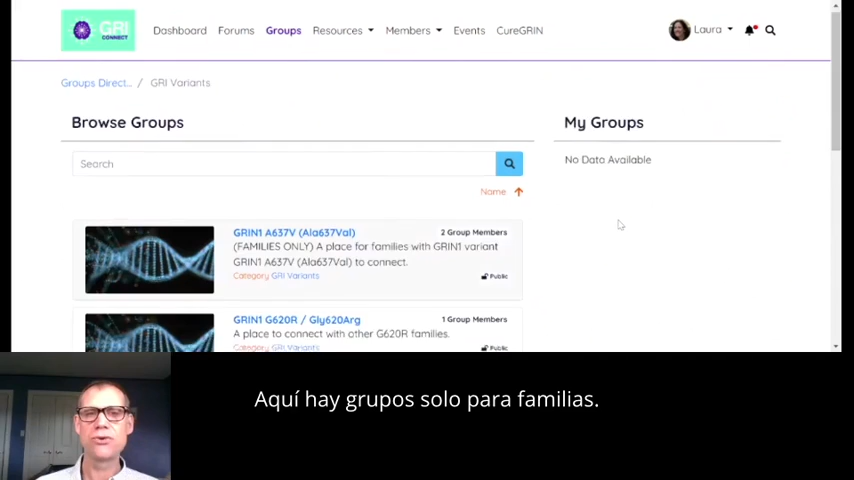 GRI
CONNECT
Dashboard
Forums
Groups
Resources
Members
Events
CureGRIN
Laura
Groups Direct... / GRI Variants
Browse Groups
My Groups
Search
No Data Available
Name
GRIN1 A637V (Ala637Val)
2 Group Members
(FAMILIES ONLY) A place for families with GRIN1 variant
GRIN1 A637V (Ala637Val) to connect.
Category GRI Variants
Public
GRIN1 G620R / Gly620Arg
1 Group Members
A place to connect with other G620R families.
Category GRI Variants
Public
Aquí hay grupos solo para familias.